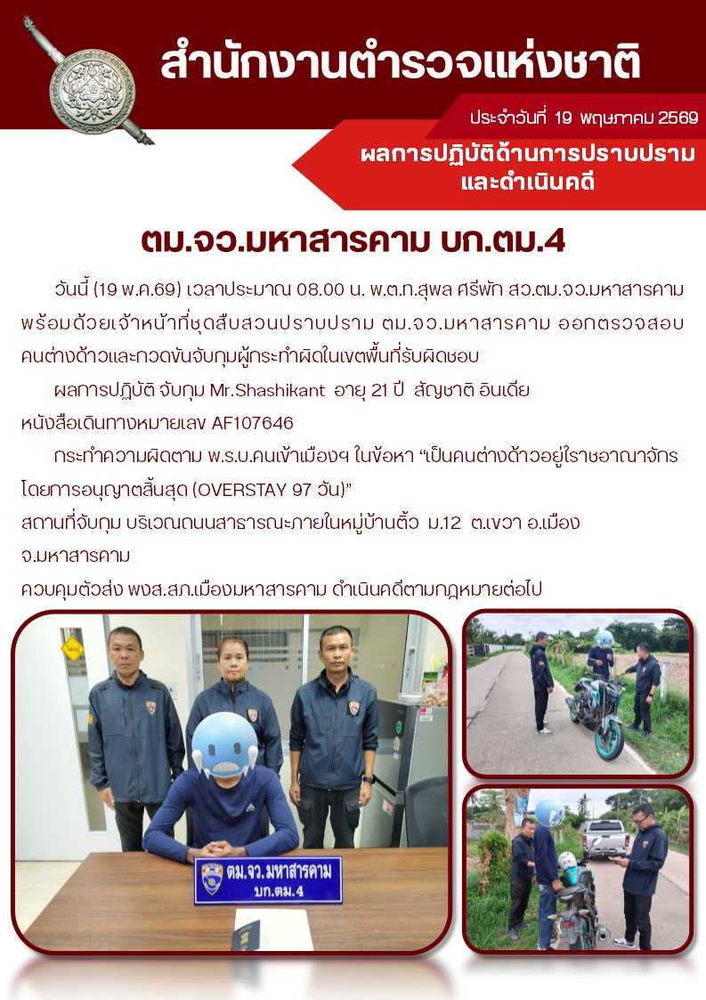 สำนักงานตำรวจแห่งชาติ
ประจำวันที่ 19 พฤษภาคม 2569
ผลการปฏิบัติด้านการปราบปราม
และดำเนินคดี
ตม.จว.มหาสารคาม บก.ตม.4
วันนี้ (19 พ.ค.69) เวลาประมาณ 08.00 น. พ.ต.ท.สุพล ศรีพัก สว.ตม.จว.มหาสารคาม
พร้อมด้วยเจ้าหน้าที่ชุดสืบสวนปราบปราม ตม.จว.มหาสารคาม ออกตรวจสอบ
คนต่างด้าวและกวดขันจับกุมผู้กระทำผิดในเขตพื้นที่รับผิดชอบ
ผลการปฏิบัติ จับกุม Mr.Shashikant อายุ 21 ปี สัญชาติ อินเดีย
หนังสือเดินทางหมายเลข AF107646
กระทำความผิดตาม พ.ร.บ.คนเข้าเมืองฯ ในข้อหา “เป็นคนต่างด้าวอยู่ใราชอาณาจักร
โดยการอนุญาตสิ้นสุด (OVERSTAY 97 วัน)”
สถานที่จับกุม บริเวณถนนสาธารณะภายในหมู่บ้านติ้ว ม.12 ต.เขวา อ.เมือง
จ.มหาสารคาม
ควบคุมตัวส่ง พงส.สภ.เมืองมหาสารคาม ดำเนินคดีตามกฎหมายต่อไป
ตม.จว.มหาสารคาม
บก.ตม.4